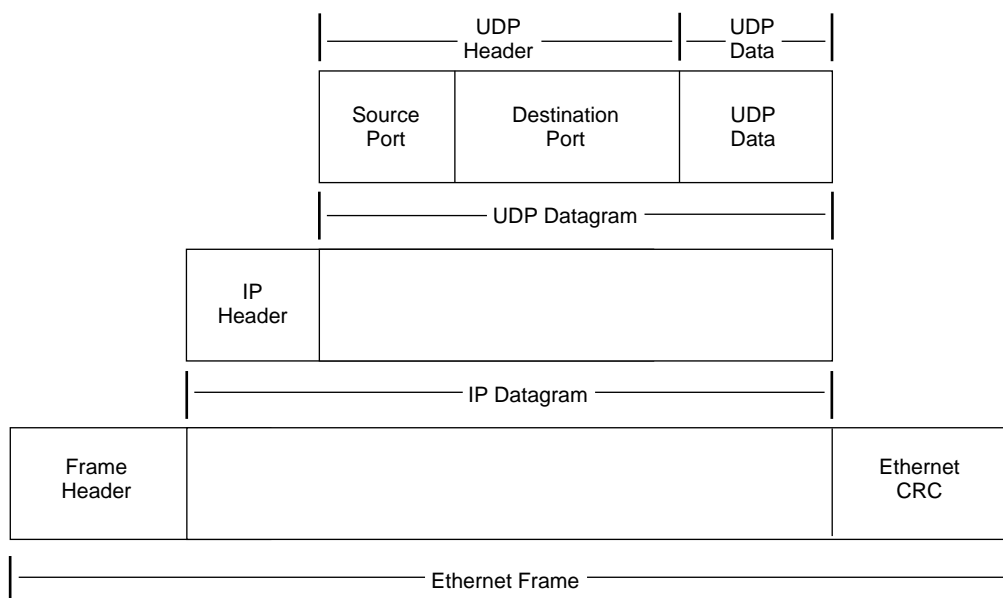 UDP
Header
UDP
Data
Source
Port
Destination
Port
UDP
Data
UDP Datagram
IP
Header
IP Datagram
Frame
Header
Ethernet
CRC
Ethernet Frame